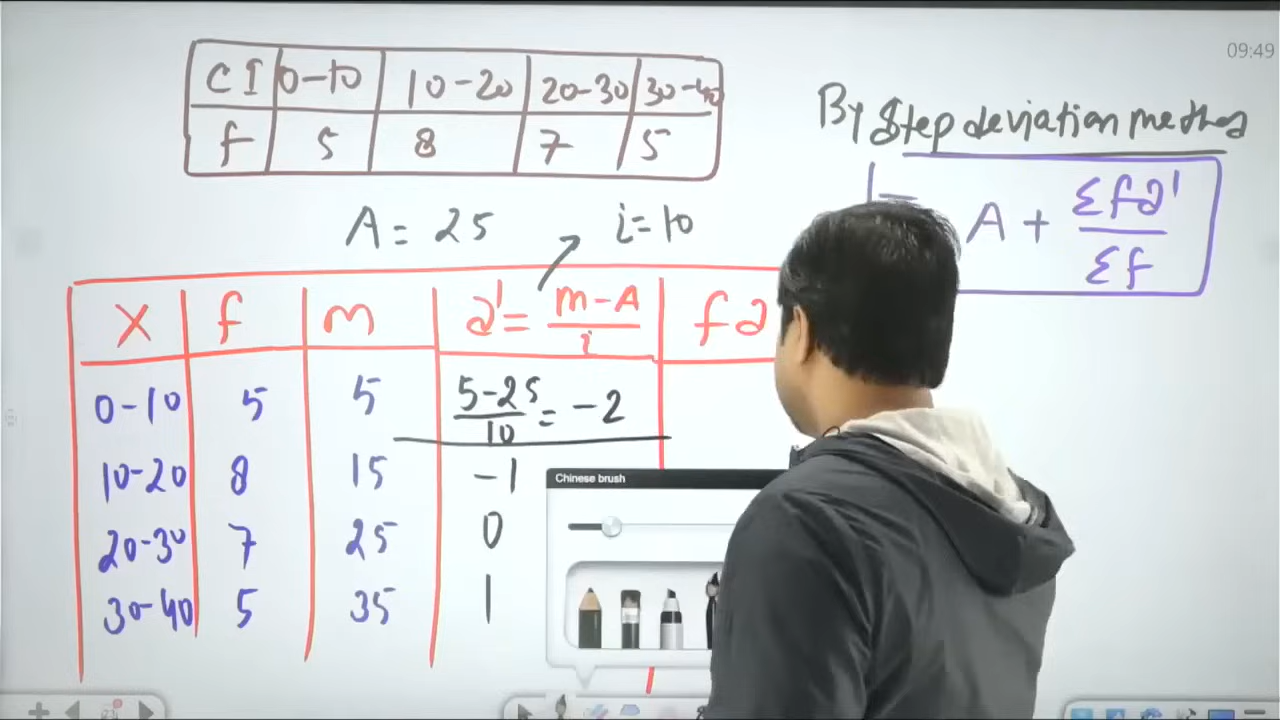 09:49
CI 0-10 10-20 20-30 30-40
f 5 8 7 5
By Step deviation method
A + Σfd'
Σf
A = 25 i=10
X f m d' = m-A / i fd
0-10 5 5 5-25 / 10 = -2
10-20 8 15 -1
20-30 7 25 0
30-40 5 35 1
Chinese brush